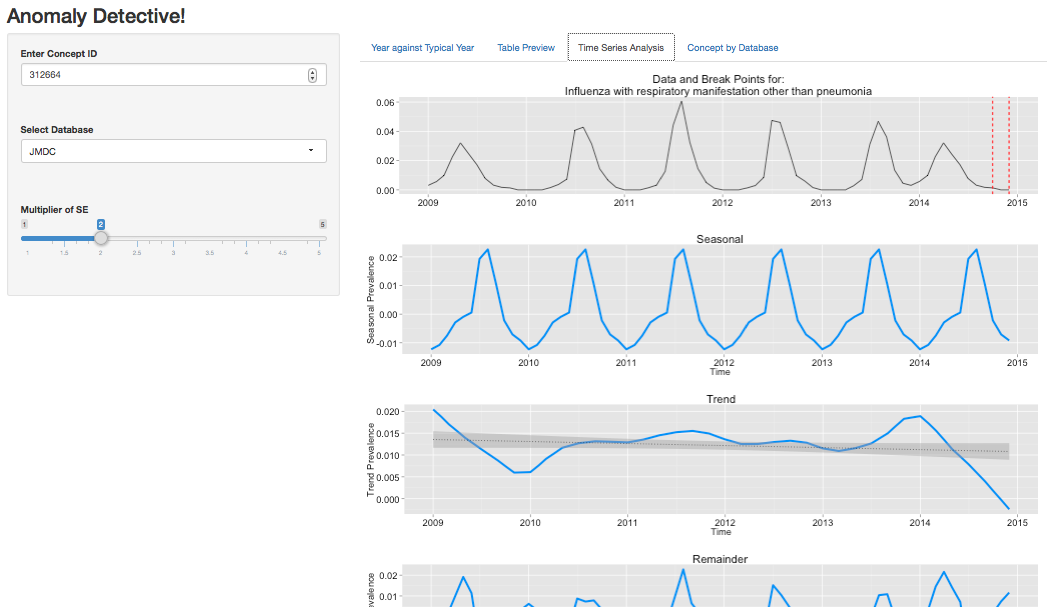 Anomaly Detective!
Enter Concept ID
312664
Select Database
JMDC
Multiplier of SE
1 2 5
1 1.5 2 2.5 3 3.5 4 4.5 5
Year against Typical Year Table Preview Time Series Analysis Concept by Database
Data and Break Points for:
Influenza with respiratory manifestation other than pneumonia
0.06
0.04
0.02
0.00
2009 2010 2011 2012 2013 2014 2015
Seasonal
Seasonal Prevalence
0.02
0.01
0.00
-0.01
2009 2010 2011 2012 2013 2014 2015
Time
Trend
Trend Prevalence
0.020
0.015
0.010
0.005
0.000
2009 2010 2011 2012 2013 2014 2015
Time
Remainder
0.02
0.01